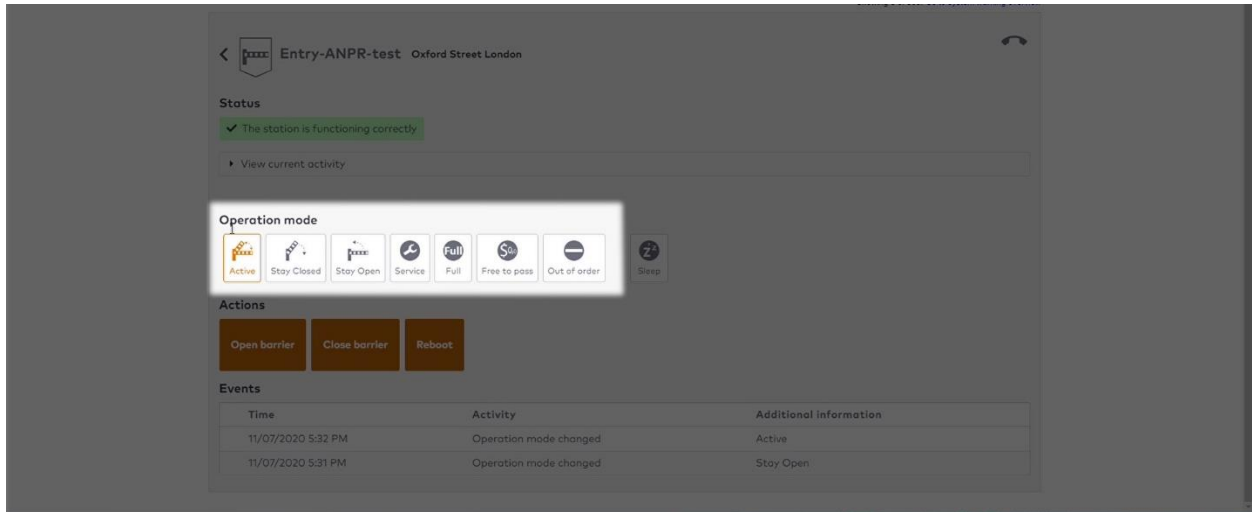 Entry-ANPR-test Oxford Street London
Status
The station is functioning correctly
View current activity
Operation mode
Active Stay Closed Stay Open Service Full Full Free to pass Out of order Sleep
Actions
Open barrier Close barrier Reboot
Events
Time Activity Additional information
11/07/2020 5:32 PM Operation mode changed Active
11/07/2020 5:31 PM Operation mode changed Stay Open